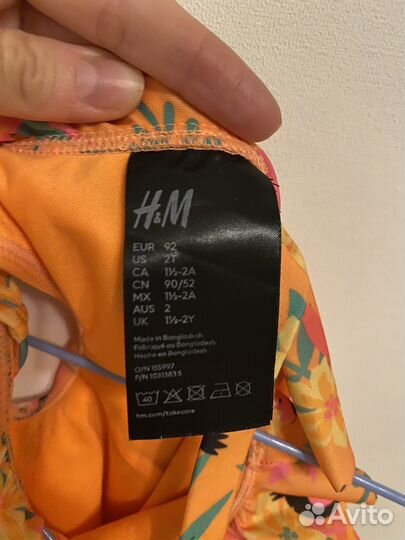 H&M
EUR 92
US 2T
CA 1½-2A
CN 90/52
MX 1½-2A
AUS 2
UK 1½-2Y
Made in Bangladesh
Fabriqué au Bangladesh
Hecho en Bangladesh
O/N 155997
P/N 10313835
40
hm.com/takecare
Avito